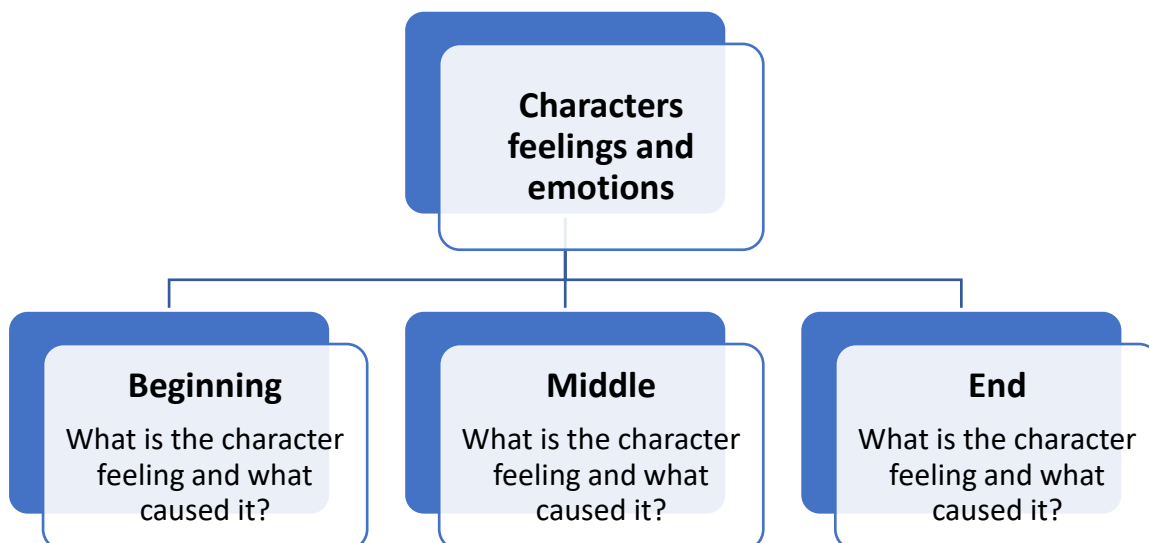 Characters
feelings and
emotions
Beginning
What is the character
feeling and what
caused it?
Middle
What is the character
feeling and what
caused it?
End
What is the character
feeling and what
caused it?